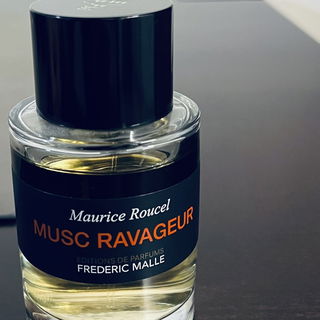 Maurice Roucel
MUSC RAVAGEUR
EDITIONS DE PARFUMS
FREDERIC MALLE